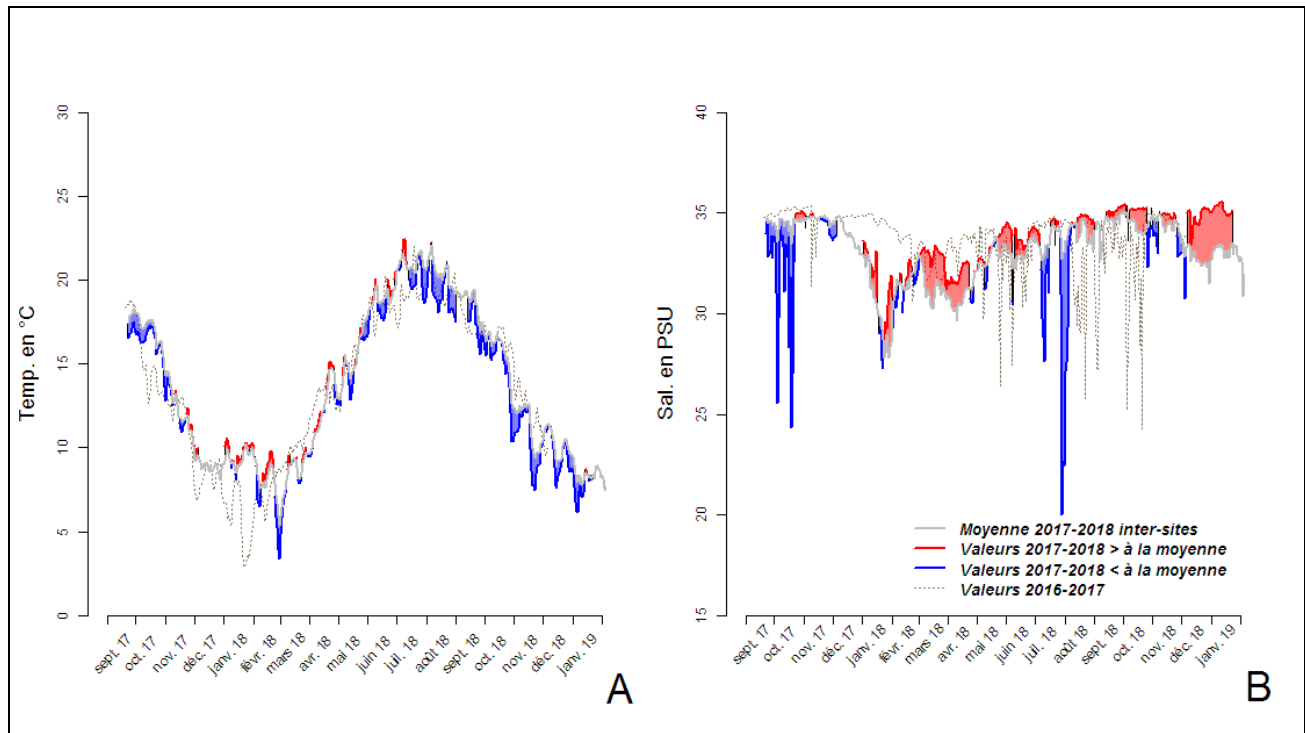 Temp. en °C
30
25
20
15
10
5
0
sept. 17
oct. 17
nov. 17
déc. 17
janv. 18
févr. 18
mars 18
avr. 18
mai 18
juin 18
juil. 18
août 18
sept. 18
oct. 18
nov. 18
déc. 18
janv. 19
A
Sal. en PSU
40
35
30
25
20
15
Moyenne 2017-2018 inter-sites
Valeurs 2017-2018 > à la moyenne
Valeurs 2017-2018 < à la moyenne
Valeurs 2016-2017
sept. 17
oct. 17
nov. 17
déc. 17
janv. 18
févr. 18
mars 18
avr. 18
mai 18
juin 18
juil. 18
août 18
sept. 18
oct. 18
nov. 18
déc. 18
janv. 19
B